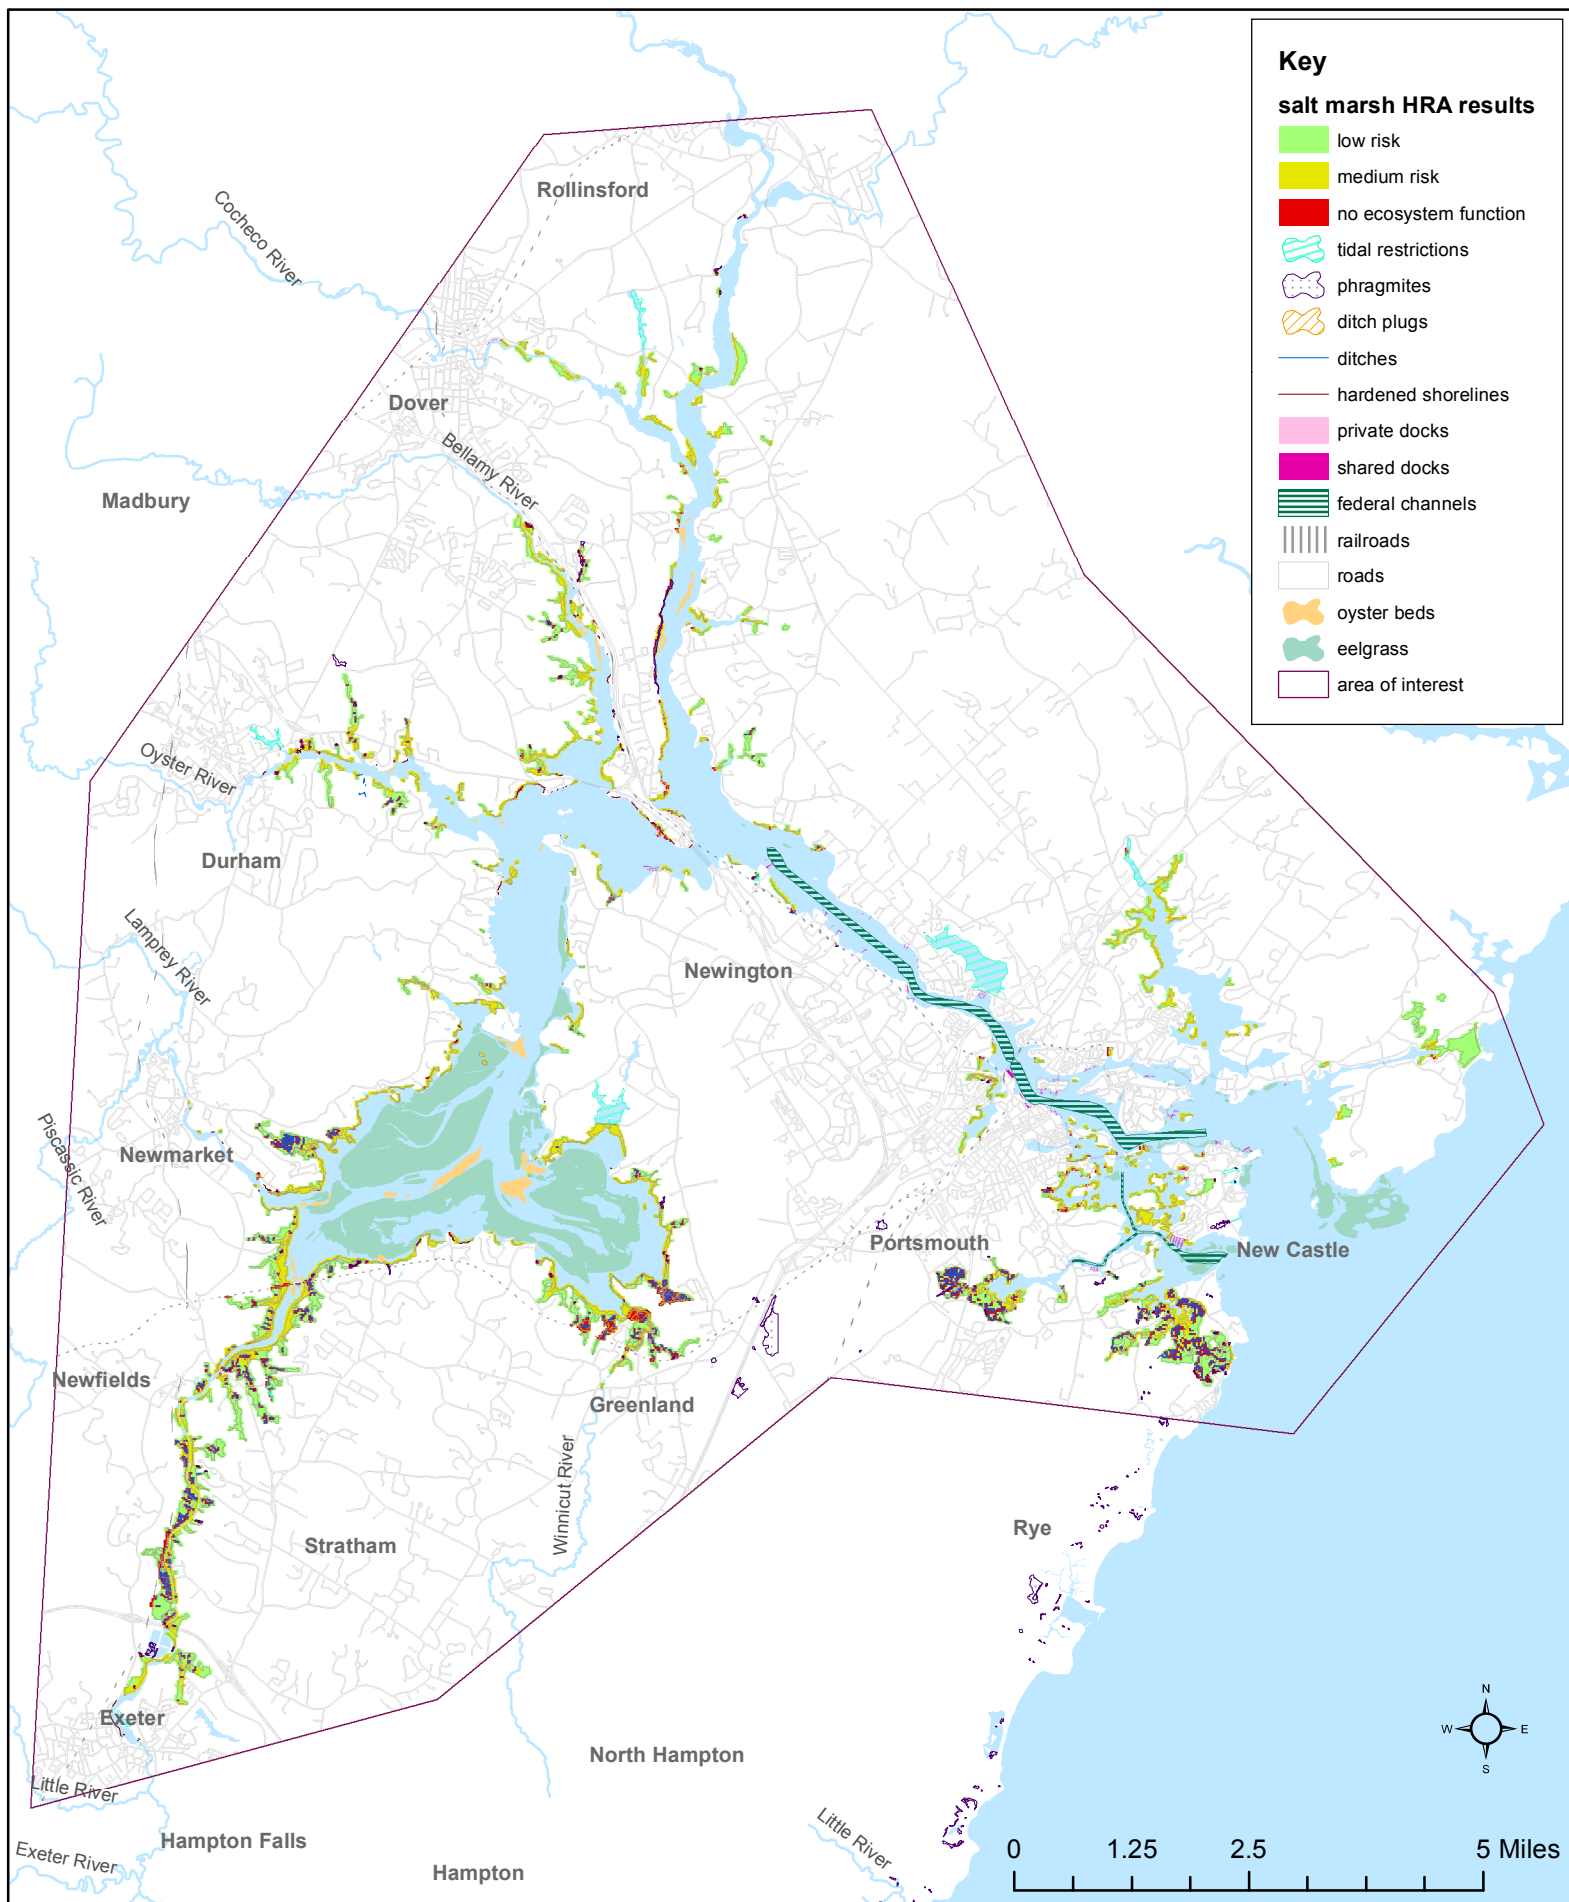 Key
salt marsh HRA results
low risk
medium risk
no ecosystem function
tidal restrictions
phragmites
ditch plugs
ditches
hardened shorelines
private docks
shared docks
federal channels
railroads
roads
oyster beds
eelgrass
area of interest
Rollinsford
Cocheco River
Dover
Bellamy River
Madbury
Oyster River
Durham
Lamprey River
Newington
Piscassic River
Newmarket
Portsmouth
New Castle
Newfields
Greenland
Winnicut River
Stratham
Rye
Exeter
North Hampton
Little River
Little River
Hampton Falls
Exeter River
Hampton
N
W E
S
0 1.25 2.5 5 Miles